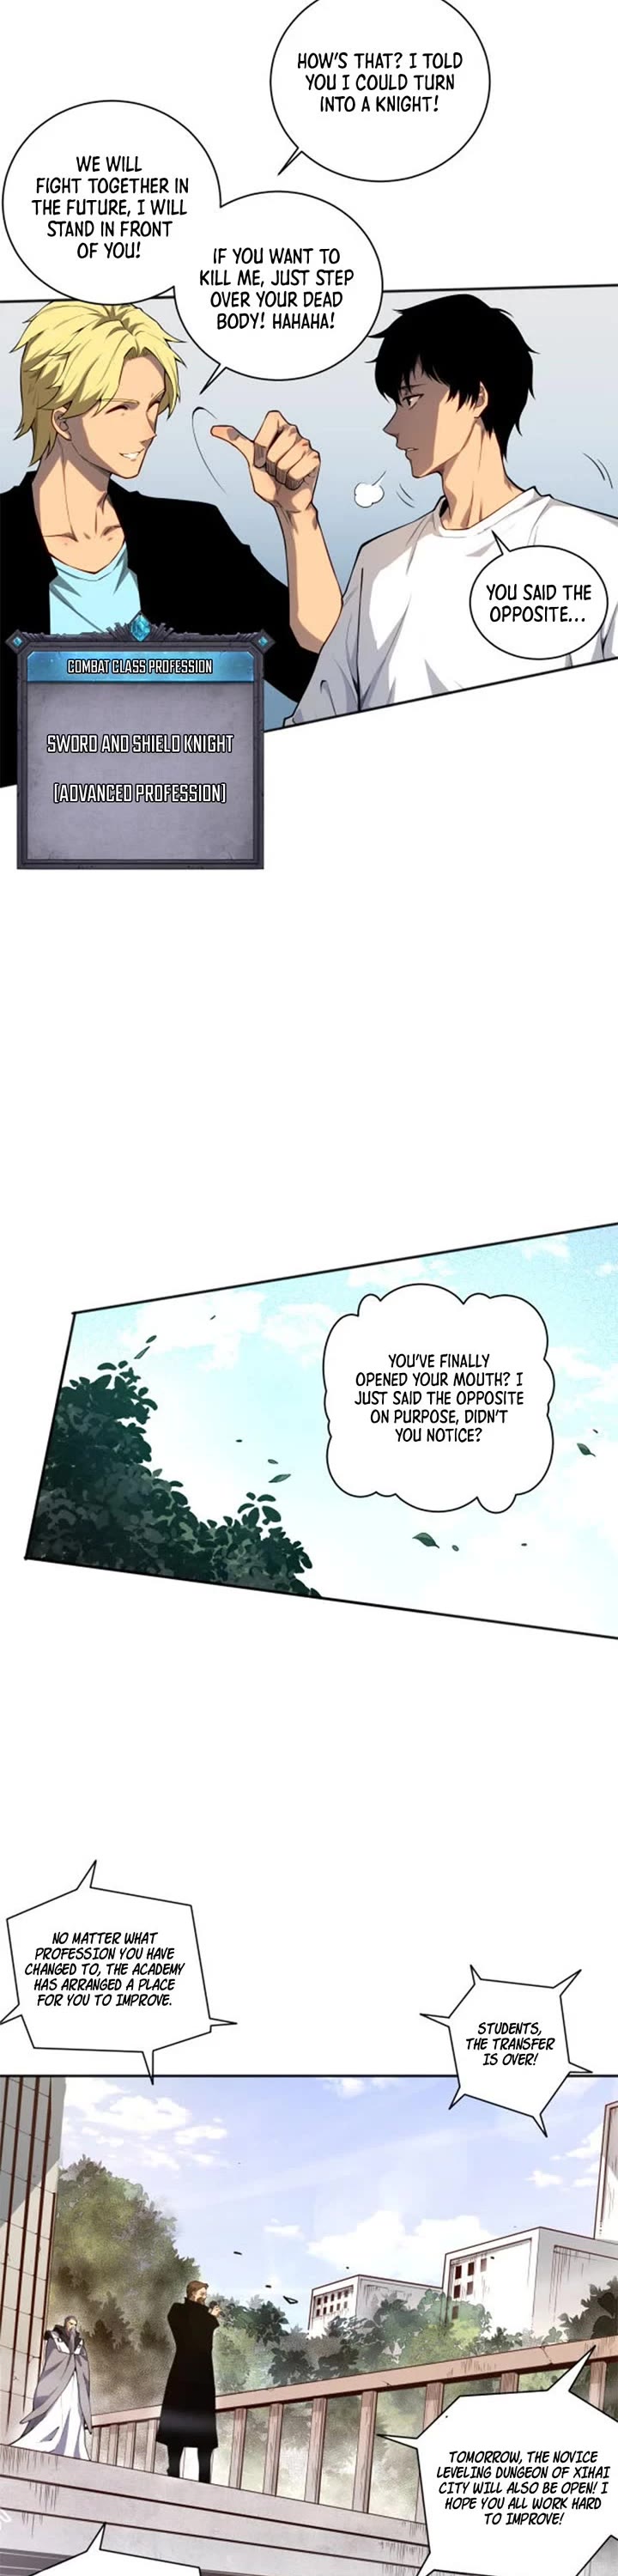 HOW'S THAT? I TOLD
YOU I COULD TURN
INTO A KNIGHT!
WE WILL
FIGHT TOGETHER IN
THE FUTURE, I WILL
STAND IN FRONT
OF YOU!
IF YOU WANT TO
KILL ME, JUST STEP
OVER YOUR DEAD
BODY! HAHAHA!
YOU SAID THE
OPPOSITE...
COMBAT CLASS PROFESSION
SWORD AND SHIELD KNIGHT
[ADVANCED PROFESSION]
YOU'VE FINALLY
OPENED YOUR MOUTH? I
JUST SAID THE OPPOSITE
ON PURPOSE, DIDN'T
YOU NOTICE?
NO MATTER WHAT
PROFESSION YOU HAVE
CHANGED TO, THE ACADEMY
HAS ARRANGED A PLACE
FOR YOU TO IMPROVE.
STUDENTS,
THE TRANSFER
IS OVER!
TOMORROW, THE NOVICE
LEVELING DUNGEON OF XIHAI
CITY WILL ALSO BE OPEN! I
HOPE YOU ALL WORK HARD
TO IMPROVE!